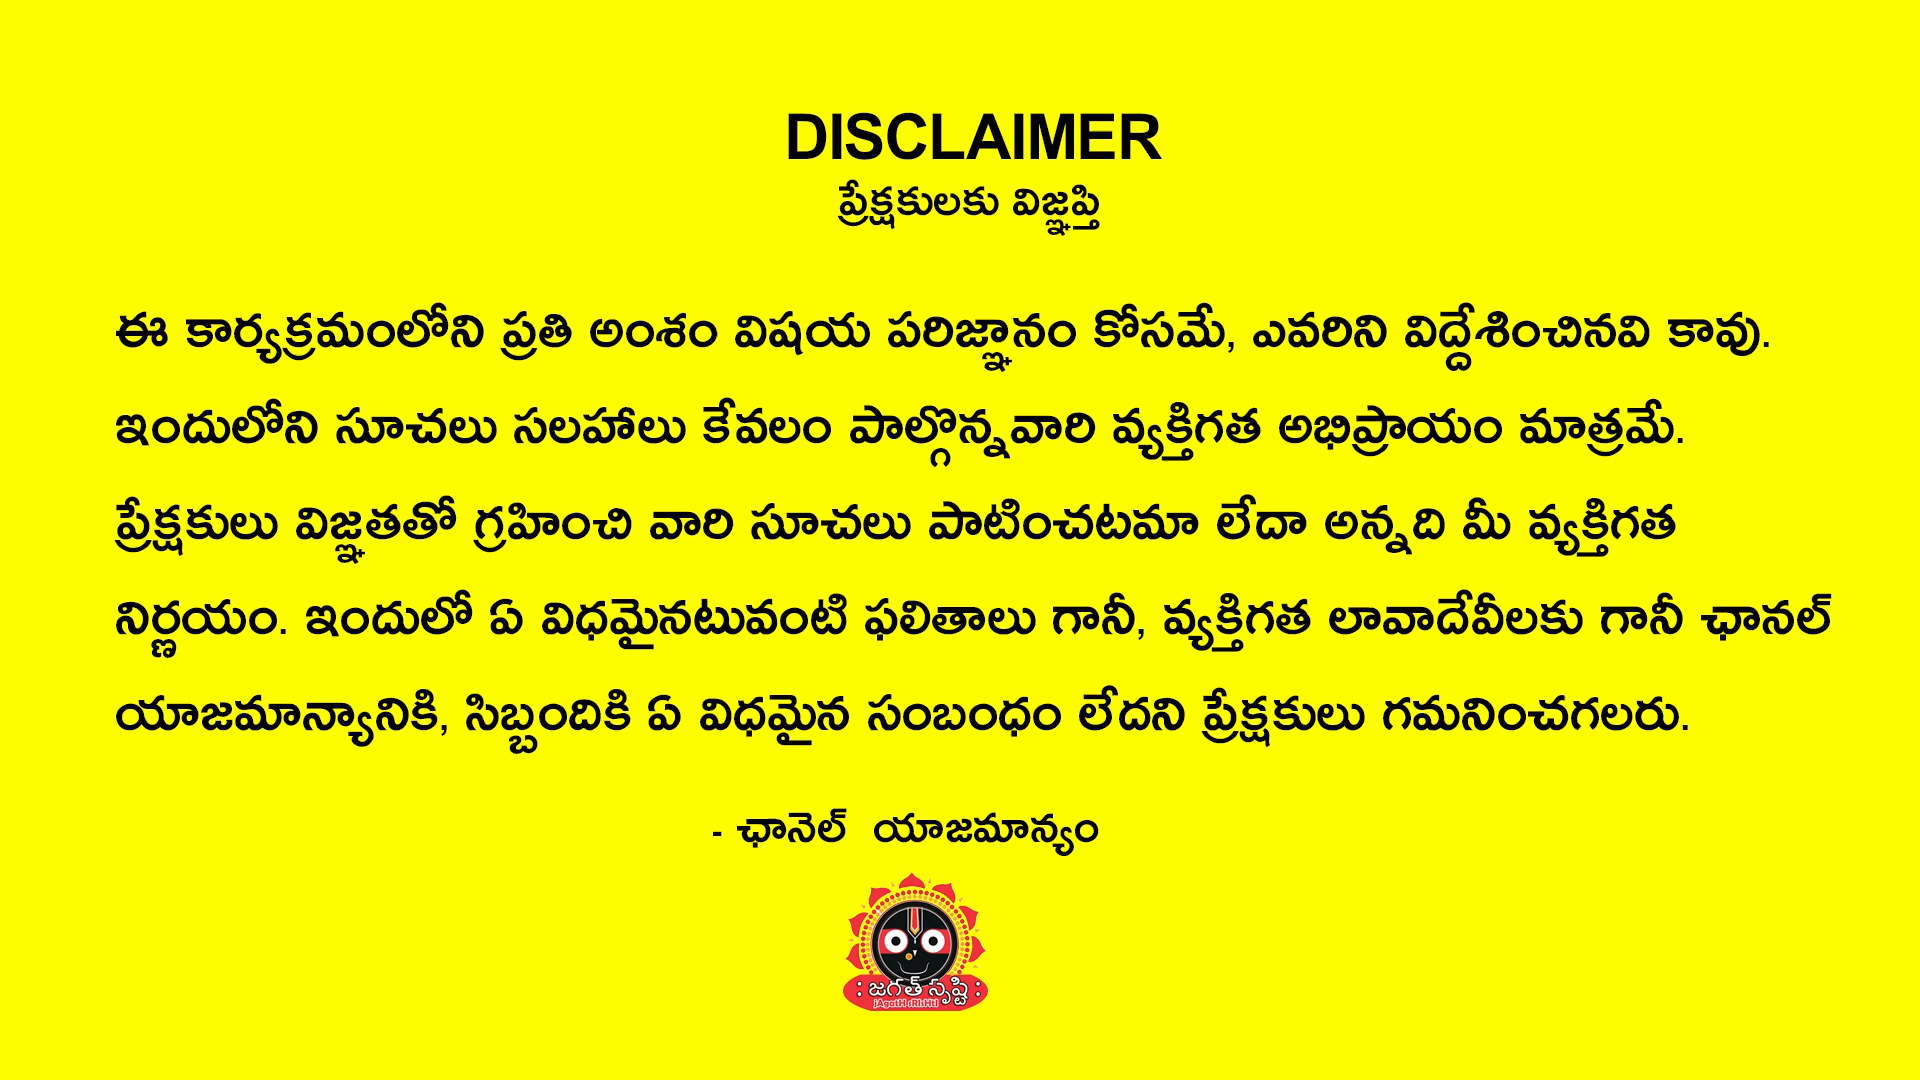 DISCLAIMER
ప్రేక్షకులకు విజ్ఞప్తి
ఈ కార్యక్రమంలోని ప్రతి అంశం విషయ పరిజ్ఞానం కోసమే, ఎవరిని విద్దేశించినవి కావు.
ఇందులోని సూచలు సలహాలు కేవలం పాల్గొన్నవారి వ్యక్తిగత అభిప్రాయం మాత్రమే.
ప్రేక్షకులు విజ్ఞతతో గ్రహించి వారి సూచలు పాటించటమా లేదా అన్నది మీ వ్యక్తిగత
నిర్ణయం. ఇందులో ఏ విధమైనటువంటి ఫలితాలు గానీ, వ్యక్తిగత లావాదేవీలకు గానీ ఛానల్
యాజమాన్యానికి, సిబ్బందికి ఏ విధమైన సంబంధం లేదని ప్రేక్షకులు గమనించగలరు.
- ఛానెల్ యాజమాన్యం
: జగత్ సృష్టి :
jAgatH sRisHtI